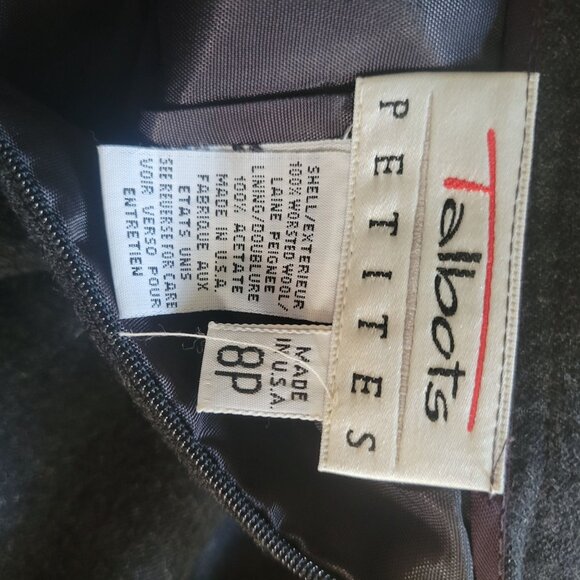 Talbots
PETITES
SHELL/EXTERIEUR
100% WORSTED WOOL/
LAINE PEIGNEE
LINING/DOUBLURE
100% ACETATE
MADE IN U.S.A.
FABRIQUE AUX
ETATS UNIS
SEE REVERSE FOR CARE
VOIR VERSO POUR
ENTRETIEN
MADE
IN U.S.A.
8P